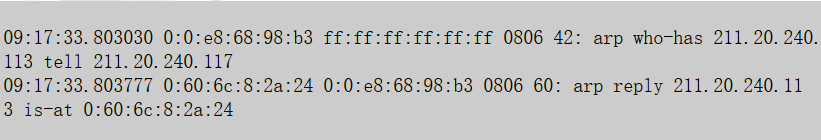 09:17:33.803030 0:0:e8:68:98:b3 ff:ff:ff:ff:ff:ff 0806 42: arp who-has 211.20.240.
113 tell 211.20.240.117
09:17:33.803777 0:60:6c:8:2a:24 0:0:e8:68:98:b3 0806 60: arp reply 211.20.240.11
3 is-at 0:60:6c:8:2a:24